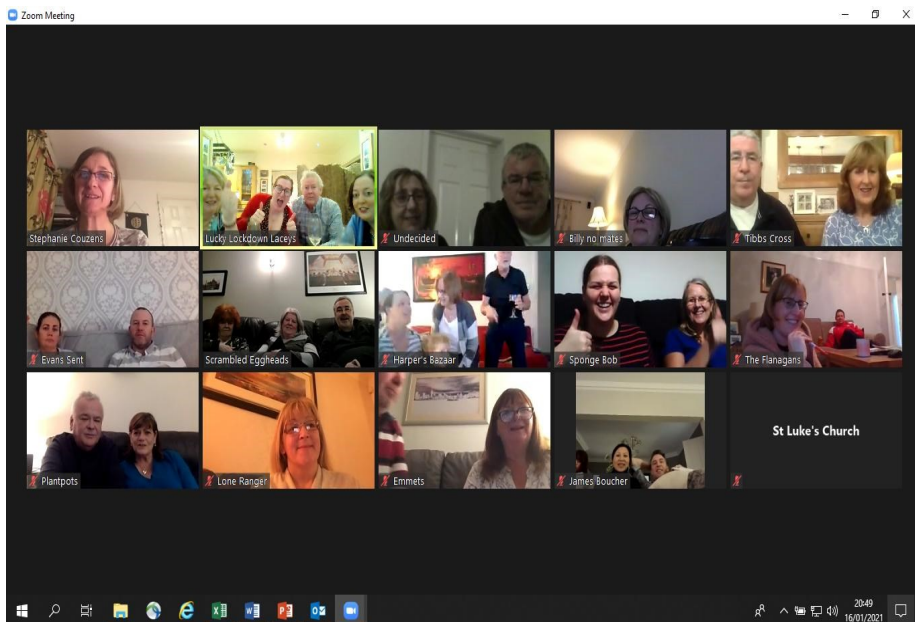 Zoom Meeting
Stephanie Couzens
Lucky Lockdown Laceys
Undecided
Billy no mates
Tibbs Cross
Evans Sent
Scrambled Eggheads
Harper's Bazaar
Sponge Bob
The Flanagans
Plantpots
Lone Ranger
Emmets
James Boucher
St Luke's Church
20:49
16/01/2021